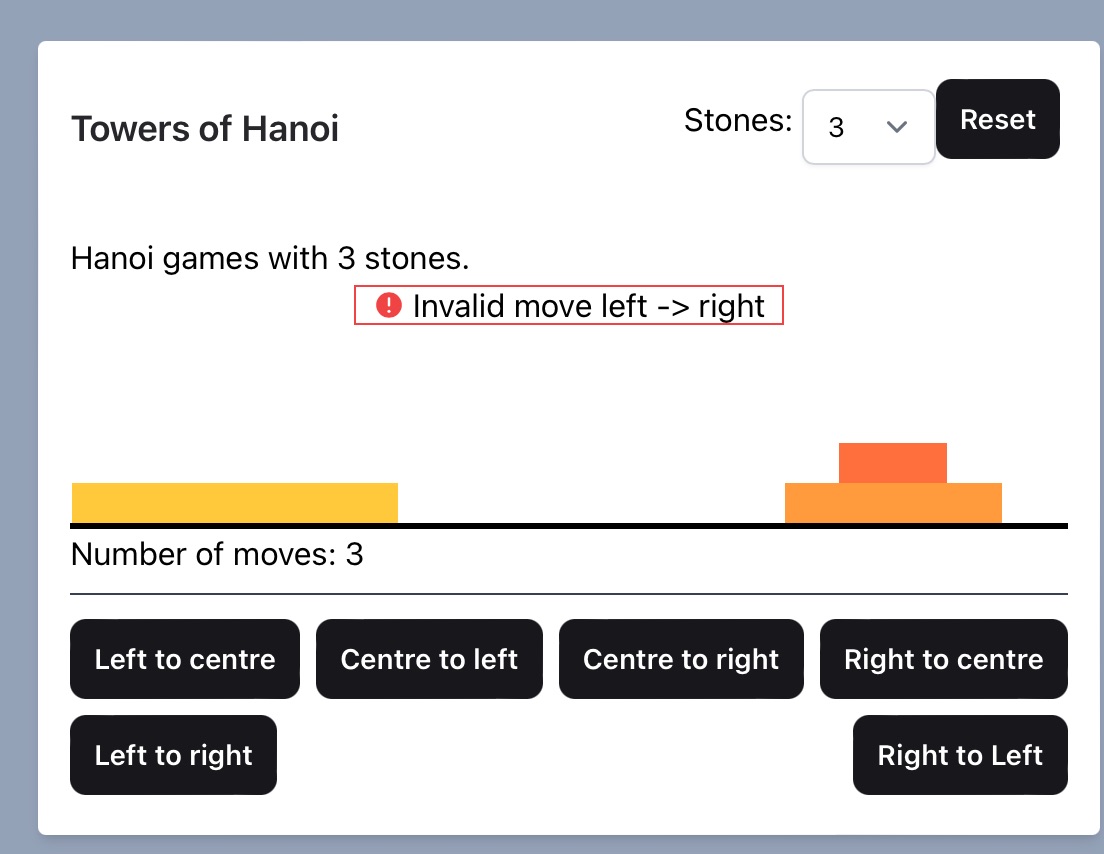 Towers of Hanoi
Stones: 3
Reset
Hanoi games with 3 stones.
Invalid move left -> right
Number of moves: 3
Left to centre
Centre to left
Centre to right
Right to centre
Left to right
Right to Left